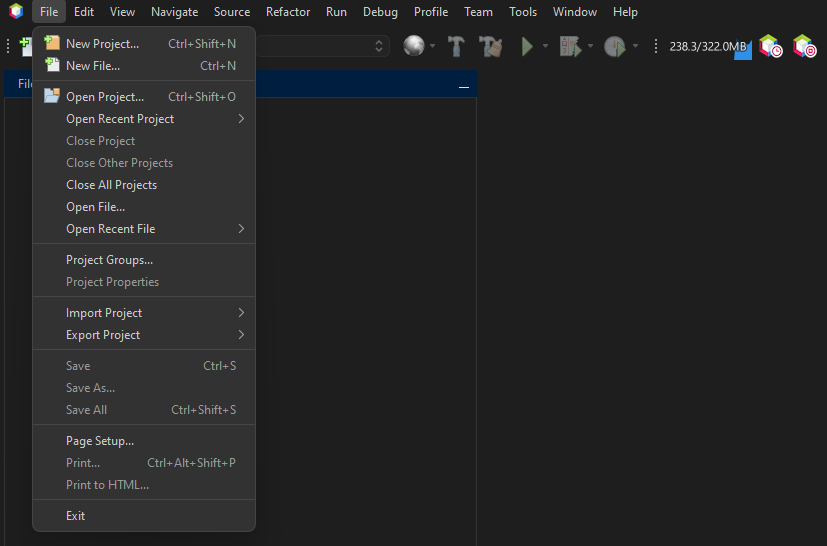 File Edit View Navigate Source Refactor Run Debug Profile Team Tools Window Help
238.3/322.0MB
New Project... Ctrl+Shift+N
New File... Ctrl+N
Open Project... Ctrl+Shift+O
Open Recent Project
Close Project
Close Other Projects
Close All Projects
Open File...
Open Recent File
Project Groups...
Project Properties
Import Project
Export Project
Save Ctrl+S
Save As...
Save All Ctrl+Shift+S
Page Setup...
Print... Ctrl+Alt+Shift+P
Print to HTML...
Exit